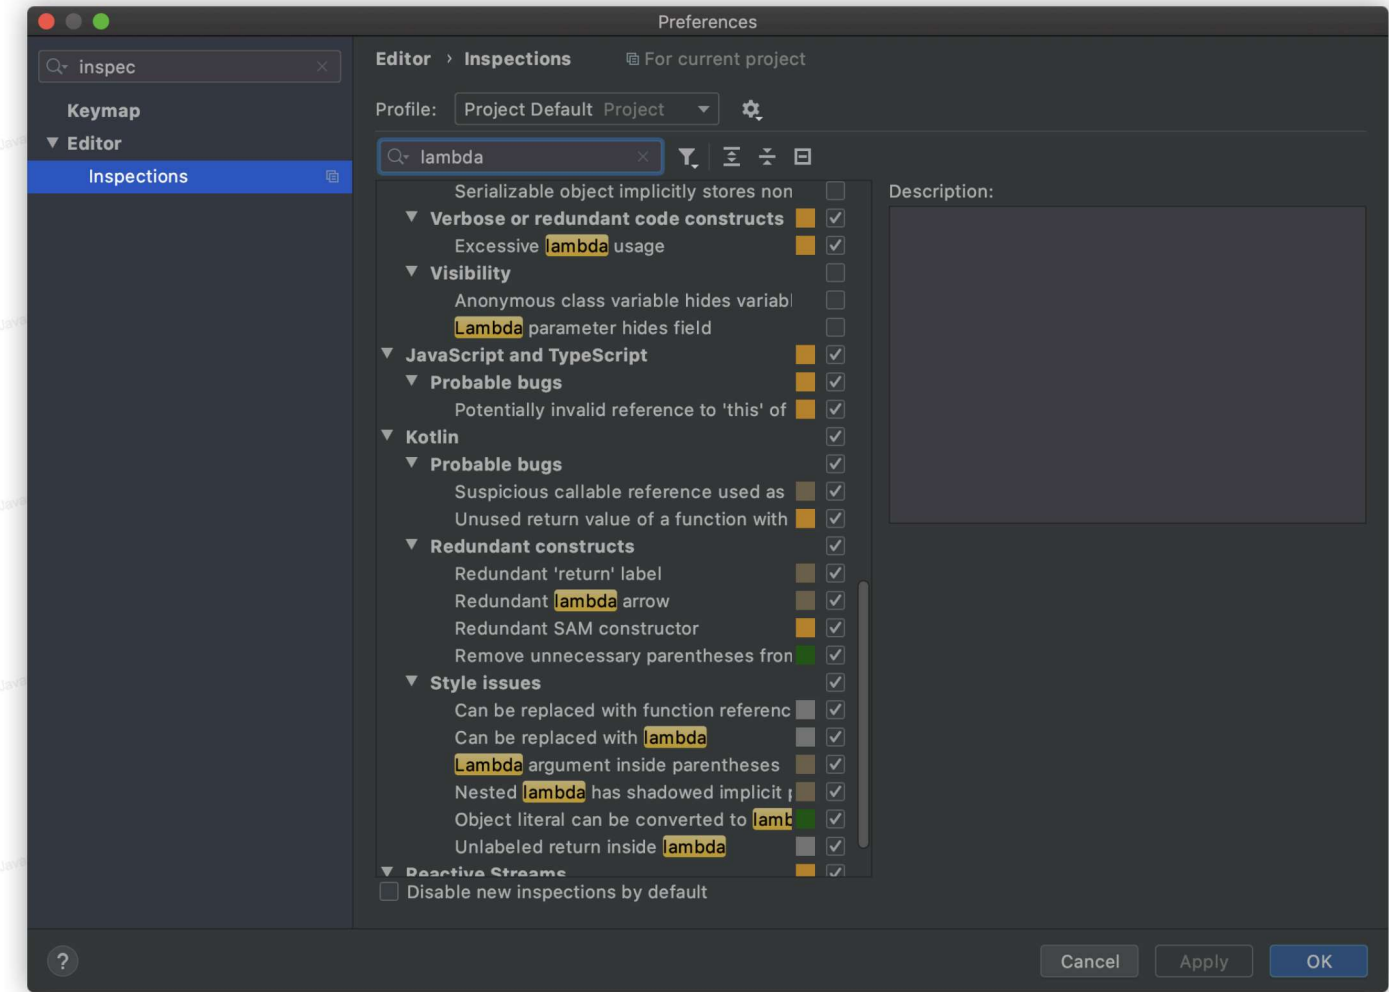 Preferences
inspec
Keymap
Editor
Inspections
Editor › Inspections For current project
Profile: Project Default Project
lambda
Description:
Serializable object implicitly stores non
Verbose or redundant code constructs
Excessive lambda usage
Visibility
Anonymous class variable hides variabl
Lambda parameter hides field
JavaScript and TypeScript
Probable bugs
Potentially invalid reference to 'this' of
Kotlin
Probable bugs
Suspicious callable reference used as
Unused return value of a function with
Redundant constructs
Redundant 'return' label
Redundant lambda arrow
Redundant SAM constructor
Remove unnecessary parentheses from
Style issues
Can be replaced with function referenc
Can be replaced with lambda
Lambda argument inside parentheses
Nested lambda has shadowed implicit
Object literal can be converted to lamb
Unlabeled return inside lambda
Reactive Streams
Disable new inspections by default
?
Cancel
Apply
OK